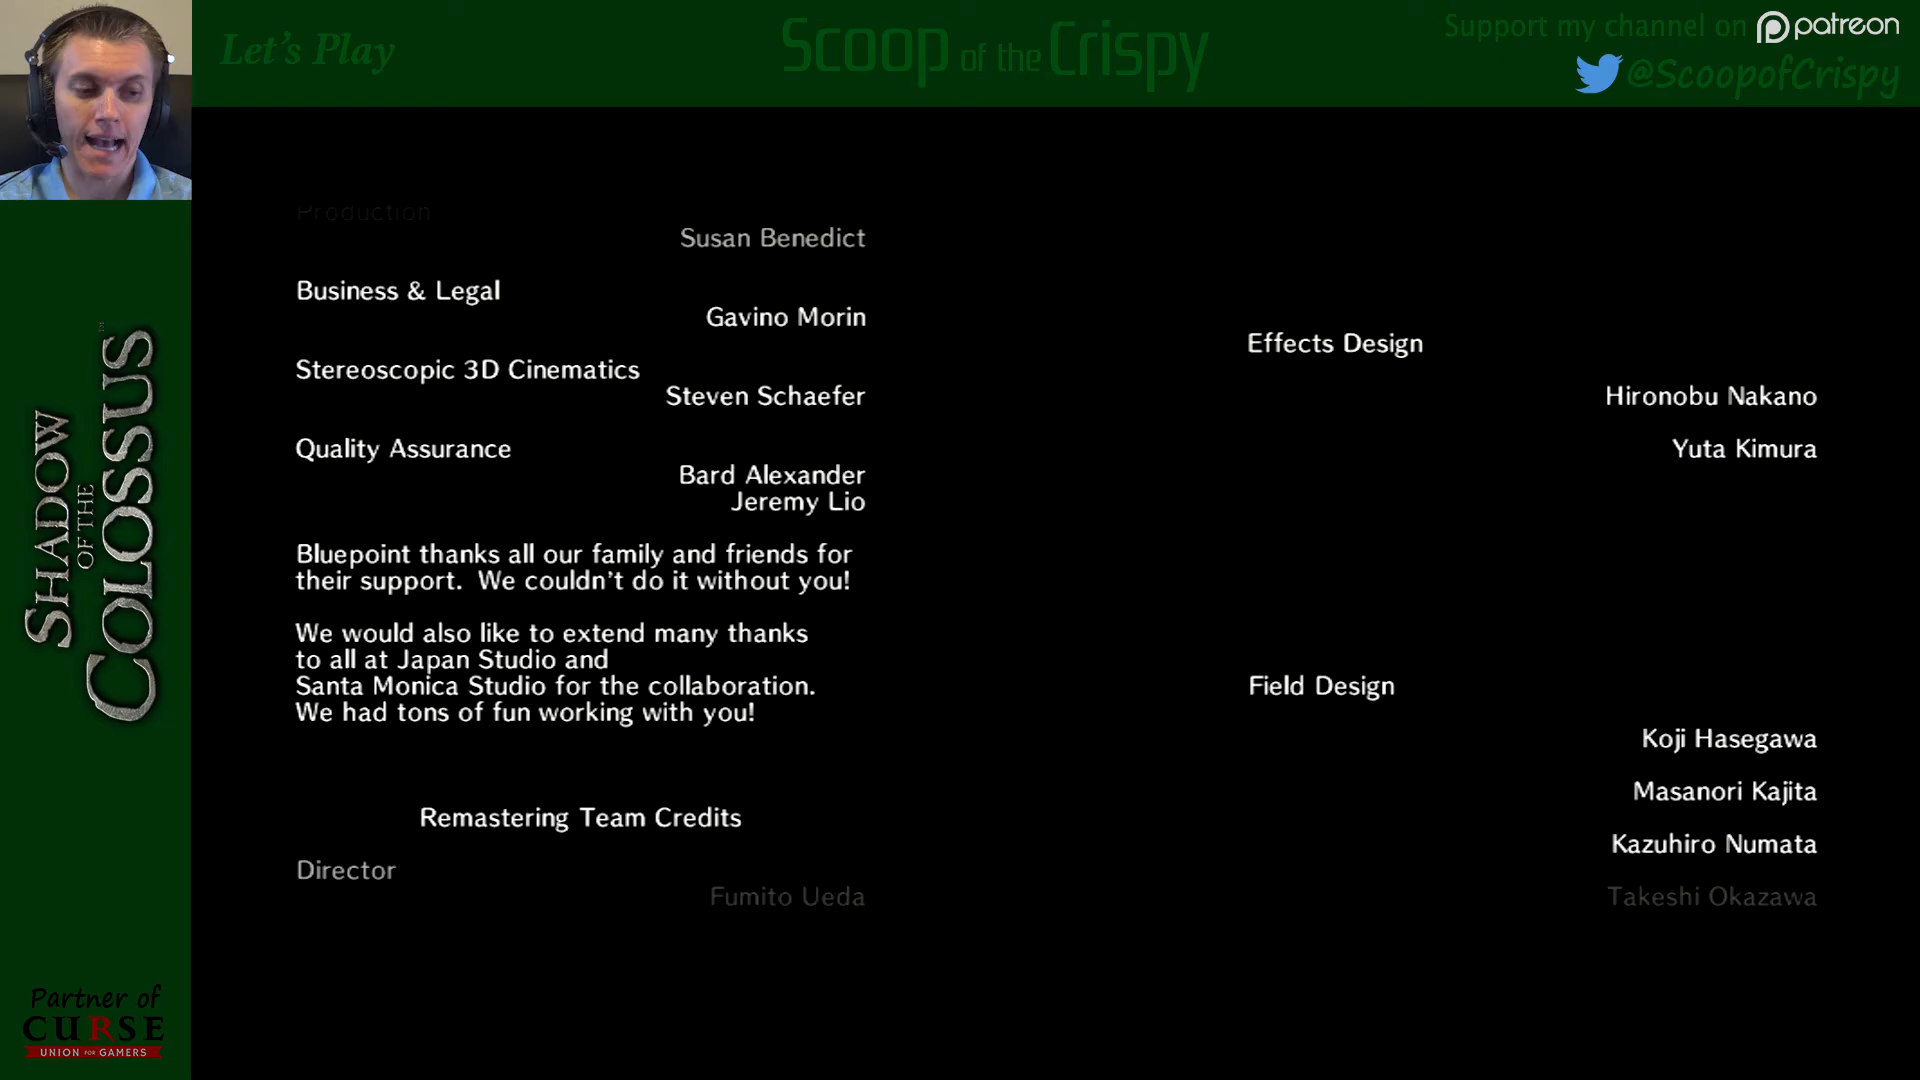 Let's Play
Scoop of the Crispy
Support my channel on patreon
@ScoopofCrispy
SHADOW
OF THE
COLOSSUS™
Partner of
CURSE
UNION FOR GAMERS
Production
Susan Benedict
Business & Legal
Gavino Morin
Stereoscopic 3D Cinematics
Steven Schaefer
Quality Assurance
Bard Alexander
Jeremy Lio
Bluepoint thanks all our family and friends for
their support.  We couldn't do it without you!
We would also like to extend many thanks
to all at Japan Studio and
Santa Monica Studio for the collaboration.
We had tons of fun working with you!
Remastering Team Credits
Director
Fumito Ueda
Effects Design
Hironobu Nakano
Yuta Kimura
Field Design
Koji Hasegawa
Masanori Kajita
Kazuhiro Numata
Takeshi Okazawa